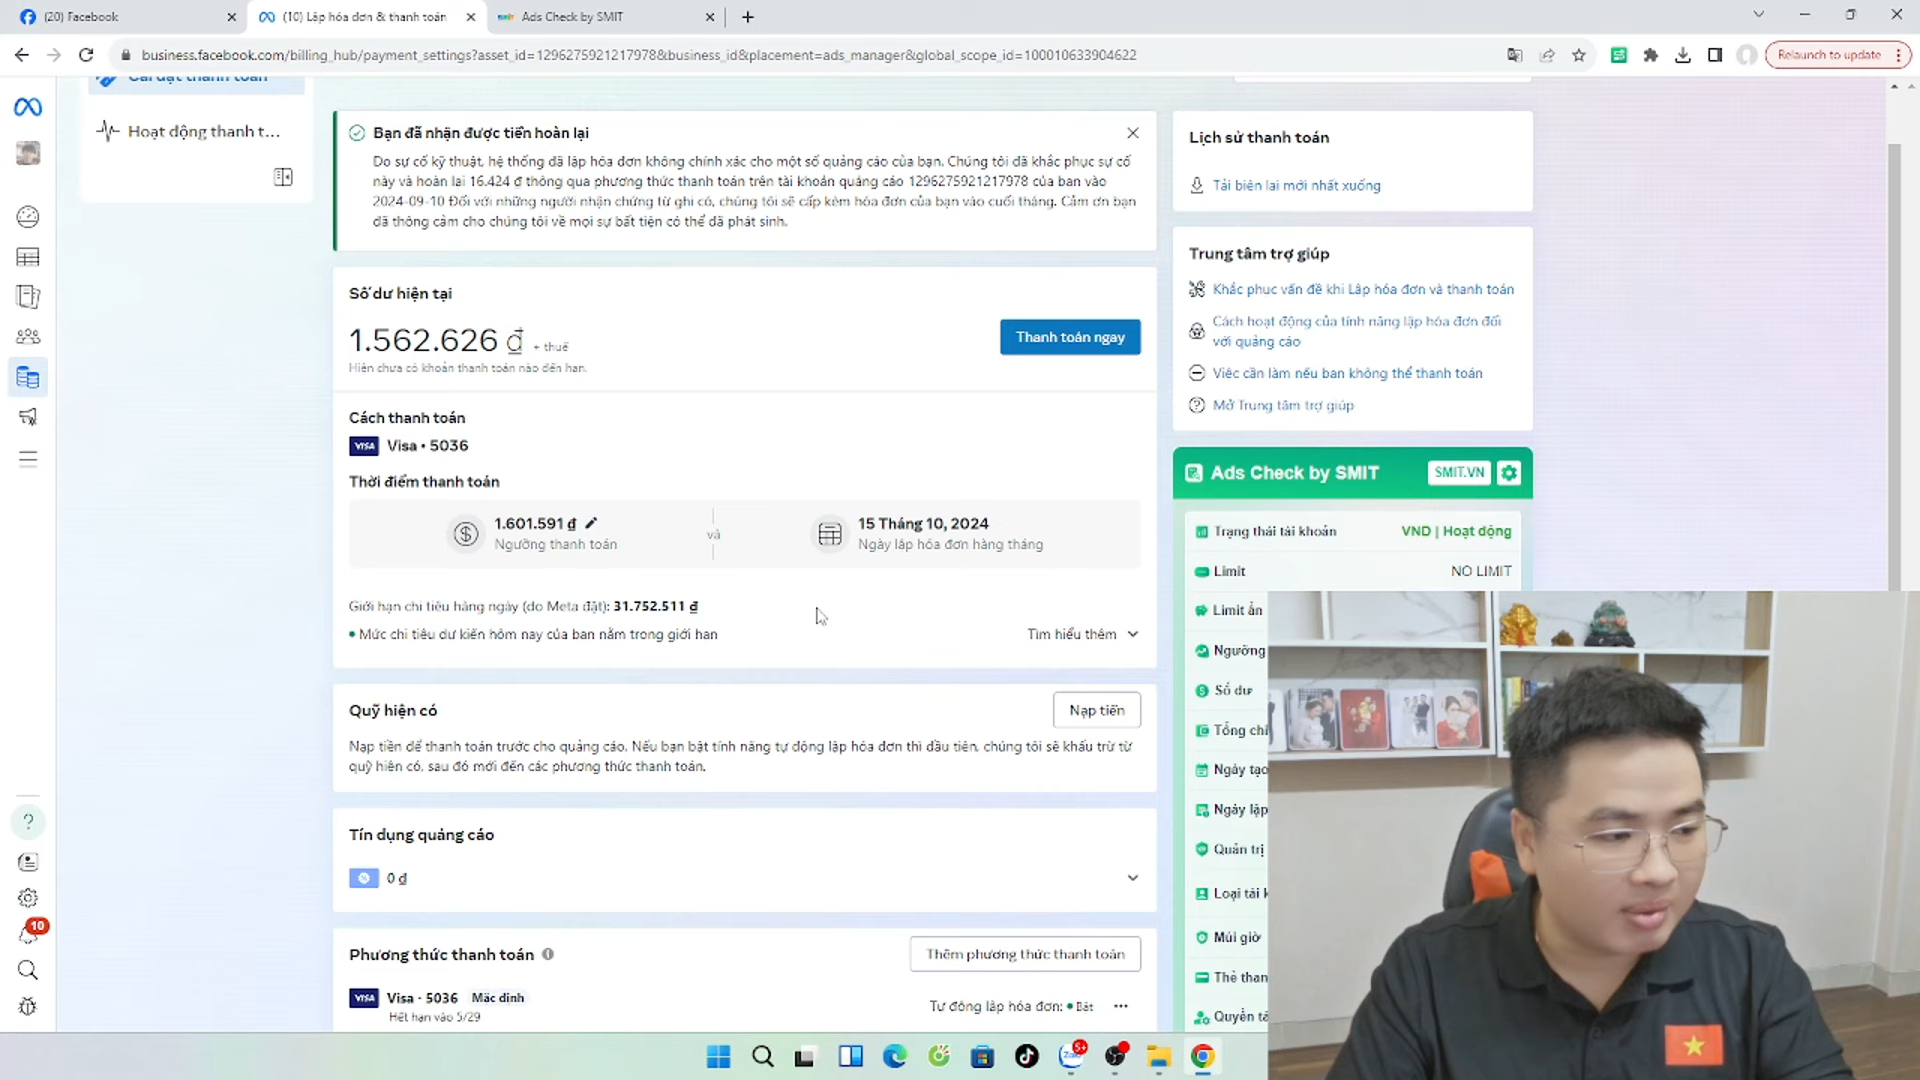 (20) Facebook
(10) Lập hóa đơn & thanh toán
Ads Check by SMIT
business.facebook.com/billing_hub/payment_settings?asset_id=1296275921217978&business_id&placement=ads_manager&global_scope_id=100010633904622
Relaunch to update
Cài đặt thanh toán
Hoạt động thanh t...
Bạn đã nhận được tiền hoàn lại
Do sự cố kỹ thuật, hệ thống đã lập hóa đơn không chính xác cho một số quảng cáo của bạn. Chúng tôi đã khắc phục sự cố
này và hoàn lại 16.424 đ thông qua phương thức thanh toán trên tài khoản quảng cáo 1296275921217978 của bạn vào
2024-09-10 Đối với những người nhận chứng từ ghi có, chúng tôi sẽ cấp kèm hóa đơn của bạn vào cuối tháng. Cảm ơn bạn
đã thông cảm cho chúng tôi về mọi sự bất tiện có thể đã phát sinh.
Số dư hiện tại
1.562.626 đ + thuế
Hiện chưa có khoản thanh toán nào đến hạn.
Thanh toán ngay
Cách thanh toán
VISA Visa • 5036
Thời điểm thanh toán
1.601.591 đ
Ngưỡng thanh toán
và
15 Tháng 10, 2024
Ngày lập hóa đơn hàng tháng
Giới hạn chi tiêu hàng ngày (do Meta đặt): 31.752.511 đ
Mức chi tiêu dự kiến hôm nay của bạn nằm trong giới hạn
Tìm hiểu thêm
Quỹ hiện có
Nạp tiền
Nạp tiền để thanh toán trước cho quảng cáo. Nếu bạn bật tính năng tự động lập hóa đơn thì đầu tiên, chúng tôi sẽ khấu trừ từ
quỹ hiện có, sau đó mới đến các phương thức thanh toán.
Tín dụng quảng cáo
0 đ
Phương thức thanh toán
Thêm phương thức thanh toán
VISA Visa · 5036 Mặc định
Hết hạn vào 5/29
Tự động lập hóa đơn: Bật
Lịch sử thanh toán
Tải biên lai mới nhất xuống
Trung tâm trợ giúp
Khắc phục vấn đề khi Lập hóa đơn và thanh toán
Cách hoạt động của tính năng lập hóa đơn đối
với quảng cáo
Việc cần làm nếu bạn không thể thanh toán
Mở Trung tâm trợ giúp
Ads Check by SMIT
SMIT.VN
Trạng thái tài khoản VND | Hoạt động
Limit NO LIMIT
Limit ẩn
Ngưỡng
Số dư
Tổng chi
Ngày tạo
Ngày lập
Quản trị
Loại tài k
Múi giờ
Thẻ than
Quyền tà
10
Zalo
5+